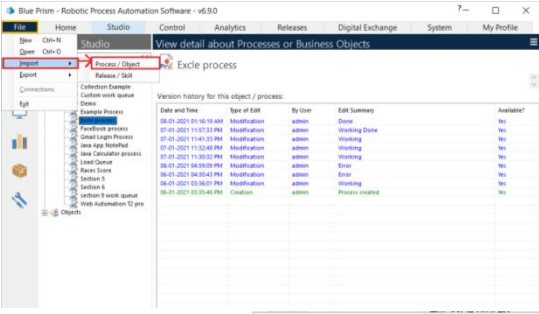 Blue Prism - Robotic Process Automation Software - v6.9.0
File Home Studio Control Analytics Releases Digital Exchange System My Profile
New Ctrl+N
Open Ctrl+O
Import
Export
Connections
Exit
Process / Object
Release / Skill
Studio
View detail about Processes or Business Objects
Excle process
Collection Example
Custom work queue
Demo
Example Process
Excle process
FaceBook process
Gmail Login Process
Java App NotePad
Java Calculator process
Load Queue
Races Score
Section 5
Section 6
section 9 work queue
Web Automation T2 pro
Objects
Version history for this object / process:
Date and Time Type of Edit By User Edit Summary Available?
08-01-2021 01:16:19 AM Modification admin Done Yes
07-01-2021 11:57:33 PM Modification admin Working Done Yes
07-01-2021 11:41:33 PM Modification admin Working Yes
07-01-2021 11:32:48 PM Modification admin Working Yes
07-01-2021 11:30:52 PM Modification admin Working Yes
06-01-2021 04:59:09 PM Modification admin Error Yes
06-01-2021 04:50:43 PM Modification admin Error Yes
06-01-2021 03:36:01 PM Modification admin Working Yes
06-01-2021 03:35:46 PM Creation admin Process created Yes